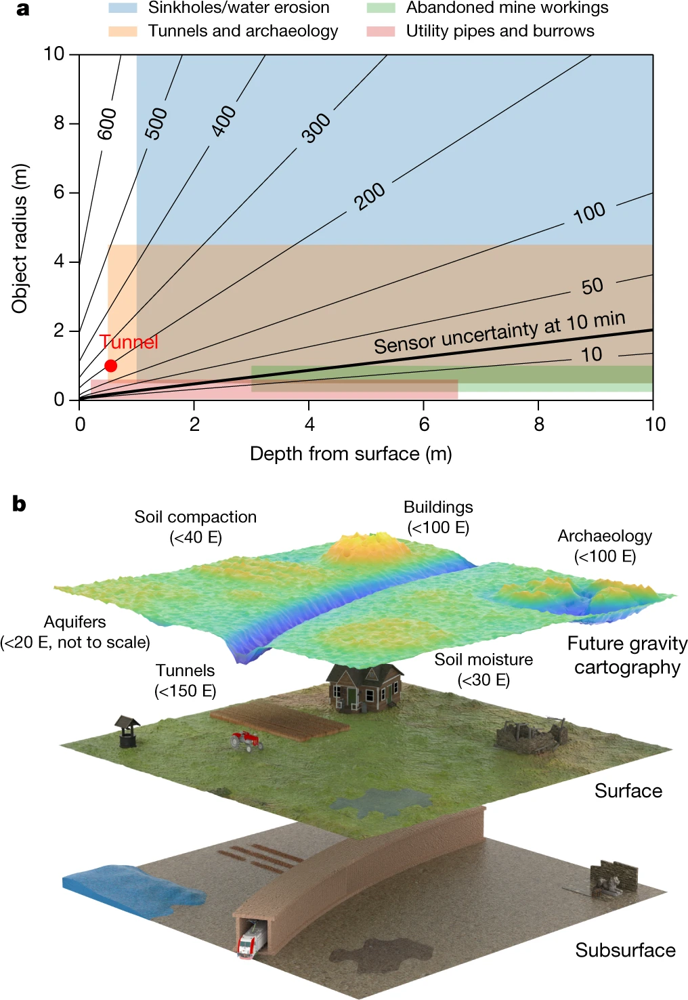 a
Sinkholes/water erosion
Abandoned mine workings
Tunnels and archaeology
Utility pipes and burrows
10
8
6
4
2
0
Object radius (m)
600
500
400
300
200
100
50
Sensor uncertainty at 10 min
10
Tunnel
0
2
4
6
8
10
Depth from surface (m)
b
Soil compaction
(<40 E)
Buildings
(<100 E)
Archaeology
(<100 E)
Aquifers
(<20 E, not to scale)
Tunnels
(<150 E)
Soil moisture
(<30 E)
Future gravity
cartography
Surface
Subsurface